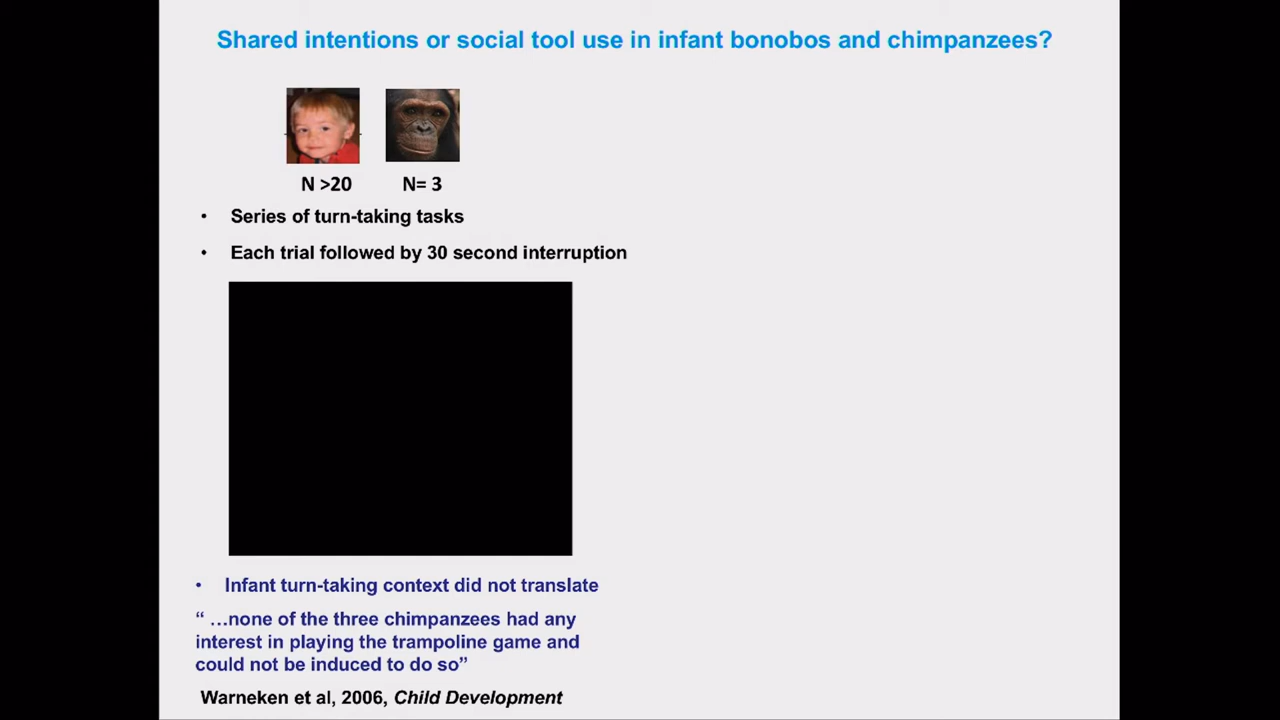 Shared intentions or social tool use in infant bonobos and chimpanzees?
N >20 N= 3
• Series of turn-taking tasks
• Each trial followed by 30 second interruption
• Infant turn-taking context did not translate
“ …none of the three chimpanzees had any
interest in playing the trampoline game and
could not be induced to do so”
Warneken et al, 2006, Child Development